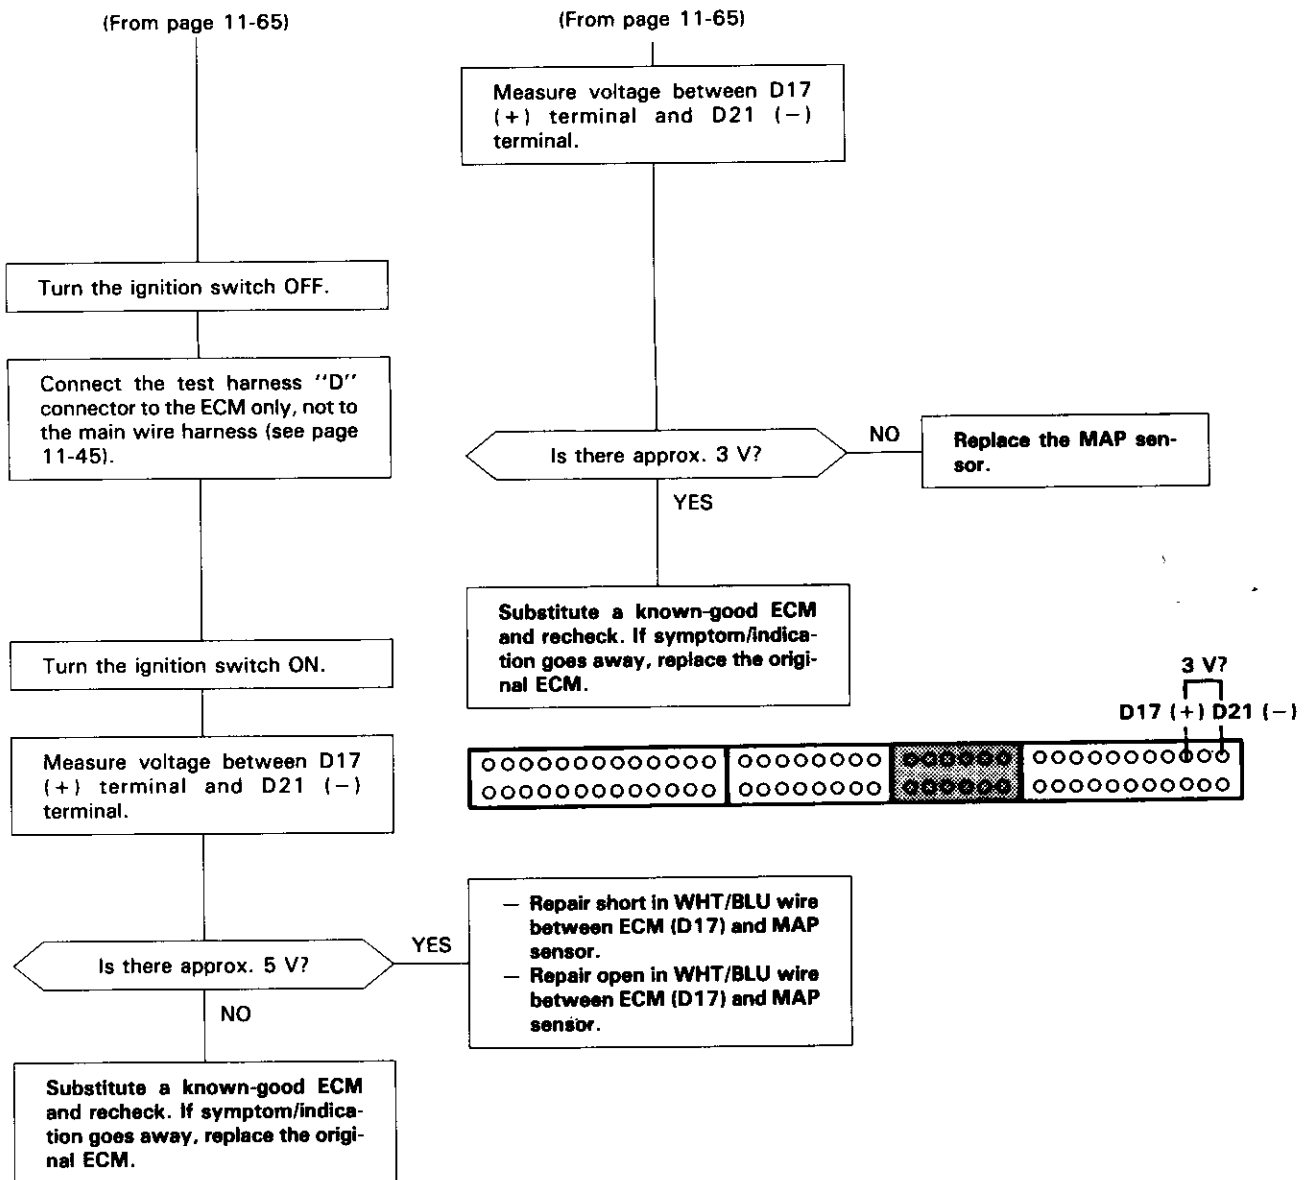 (From page 11-65)
Turn the ignition switch OFF.
Connect the test harness "D"
connector to the ECM only, not to
the main wire harness (see page
11-45).
Turn the ignition switch ON.
Measure voltage between D17
(+) terminal and D21 (−)
terminal.
Is there approx. 5 V?
YES
— Repair short in WHT/BLU wire
between ECM (D17) and MAP
sensor.
— Repair open in WHT/BLU wire
between ECM (D17) and MAP
sensor.
NO
Substitute a known-good ECM
and recheck. If symptom/indica-
tion goes away, replace the origi-
nal ECM.
(From page 11-65)
Measure voltage between D17
(+) terminal and D21 (−)
terminal.
Is there approx. 3 V?
NO
Replace the MAP sen-
sor.
YES
Substitute a known-good ECM
and recheck. If symptom/indica-
tion goes away, replace the origi-
nal ECM.
3 V?
D17 (+) D21 (−)